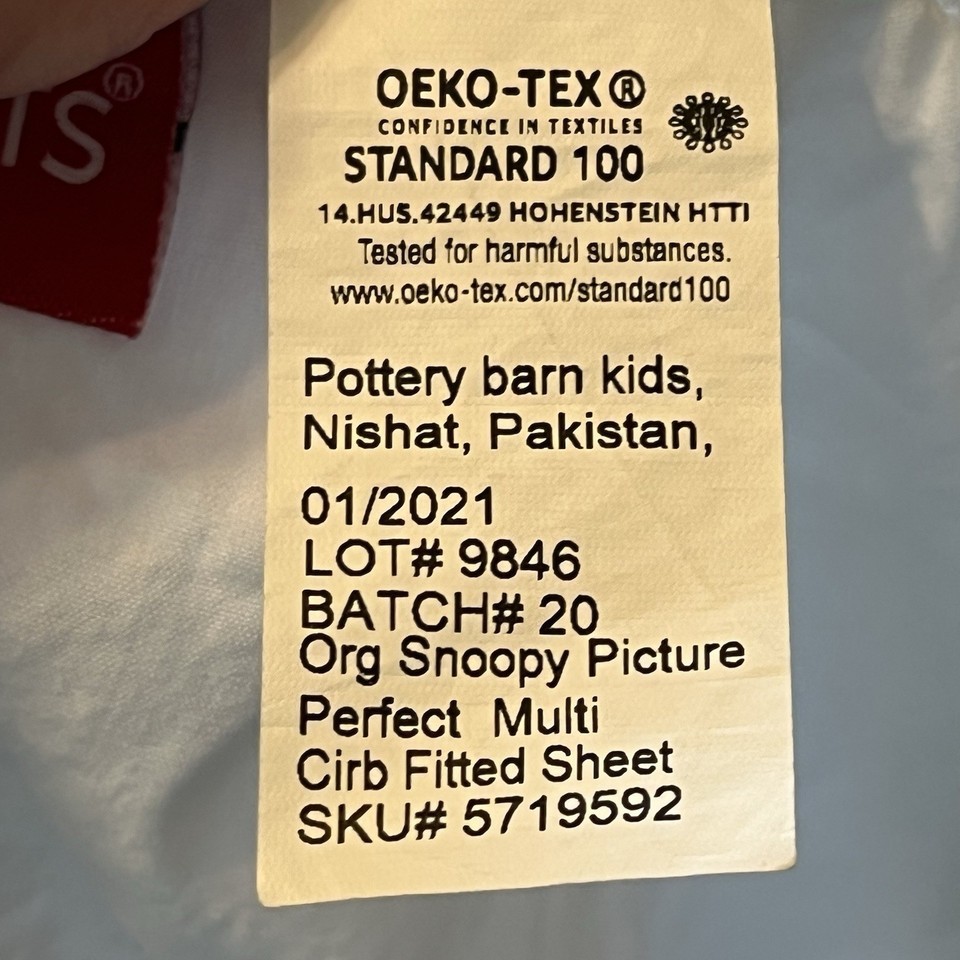 TS®
OEKO-TEX®
CONFIDENCE IN TEXTILES
STANDARD 100
14.HUS.42449 HOHENSTEIN HTTI
Tested for harmful substances.
www.oeko-tex.com/standard100
Pottery barn kids,
Nishat, Pakistan,
01/2021
LOT# 9846
BATCH# 20
Org Snoopy Picture
Perfect Multi
Cirb Fitted Sheet
SKU# 5719592